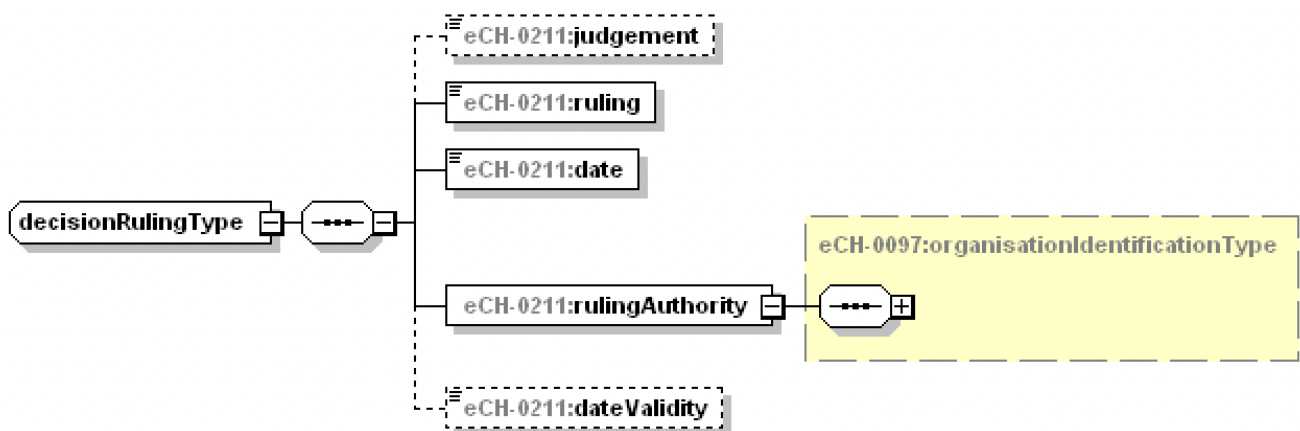 eCH-0211:judgement
eCH-0211:ruling
eCH-0211:date
decisionRulingType
eCH-0097:organisationIdentificationType
eCH-0211:rulingAuthority
eCH-0211:dateValidity